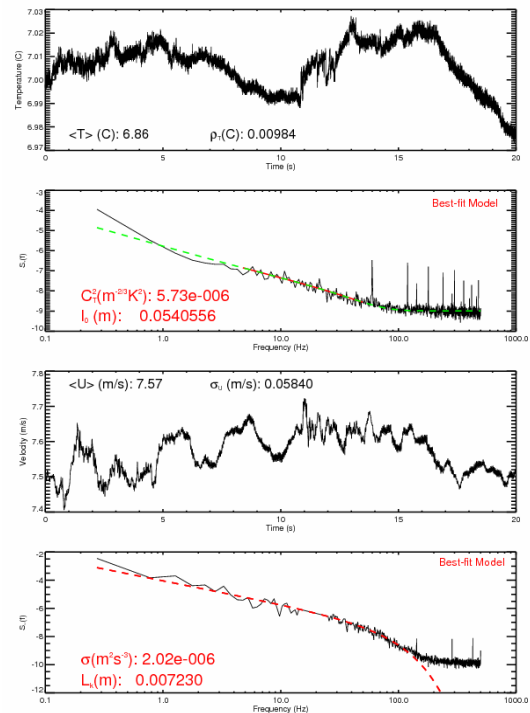 7.03
7.02
7.01
7.00
6.99
6.98
6.97
Temperature (C)
<T> (C): 6.86 ρT(C): 0.00984
0 5 10 15 20
Time (s)
-3
-4
-5
-6
-7
-8
-9
-10
Best-fit Model
C²T(m⁻²ᐟ³K²): 5.73e-006
l₀ (m): 0.0540556
0.1 1.0 10.0 100.0 1000.0
Frequency (Hz)
7.8
7.7
7.6
7.5
7.4
Velocity (m/s)
<U> (m/s): 7.57 σU (m/s): 0.05840
0 5 10 15 20
Time (s)
-2
-4
-6
-8
-10
-12
Best-fit Model
σ(m²s⁻³): 2.02e-006
Lk(m): 0.007230
0.1 1.0 10.0 100.0 1000.0
Frequency (Hz)